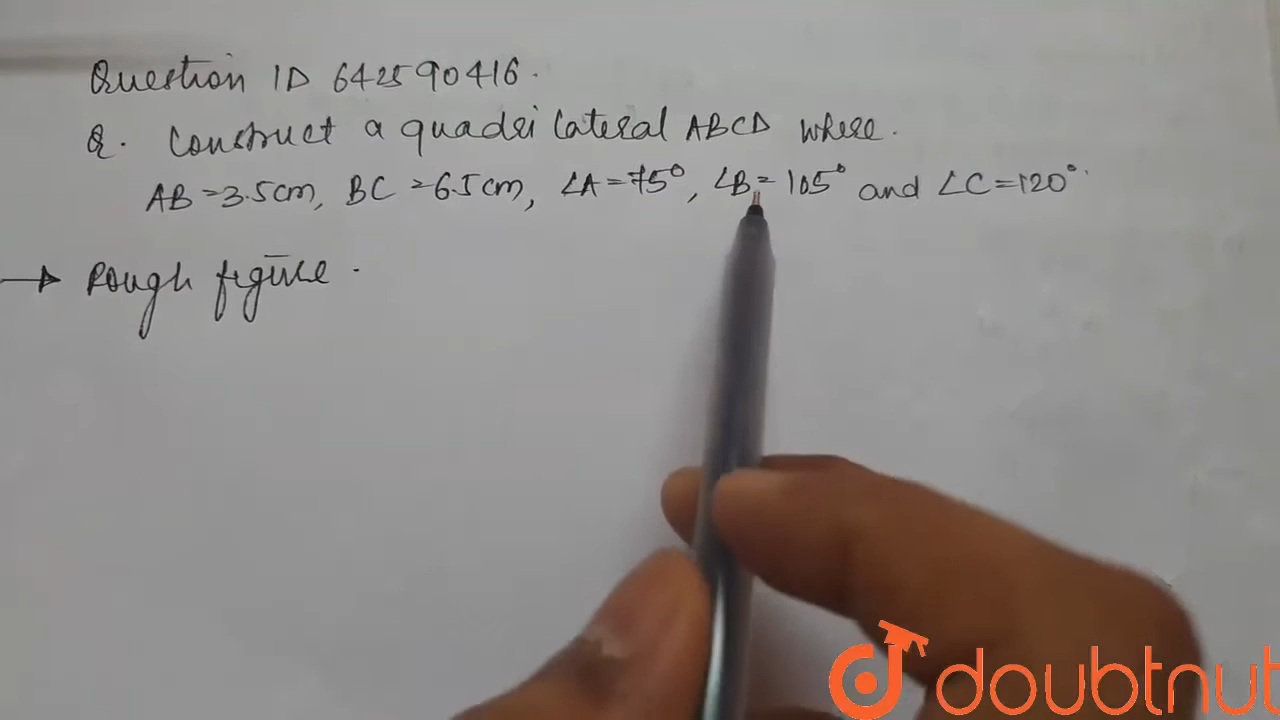 Question ID 642590416.
Q. Construct a quadrilateral ABCD where.
AB = 3.5cm, BC = 6.5cm, ∠A = 75°, ∠B = 105° and ∠C = 120°.
→ Rough figure.
doubtnut